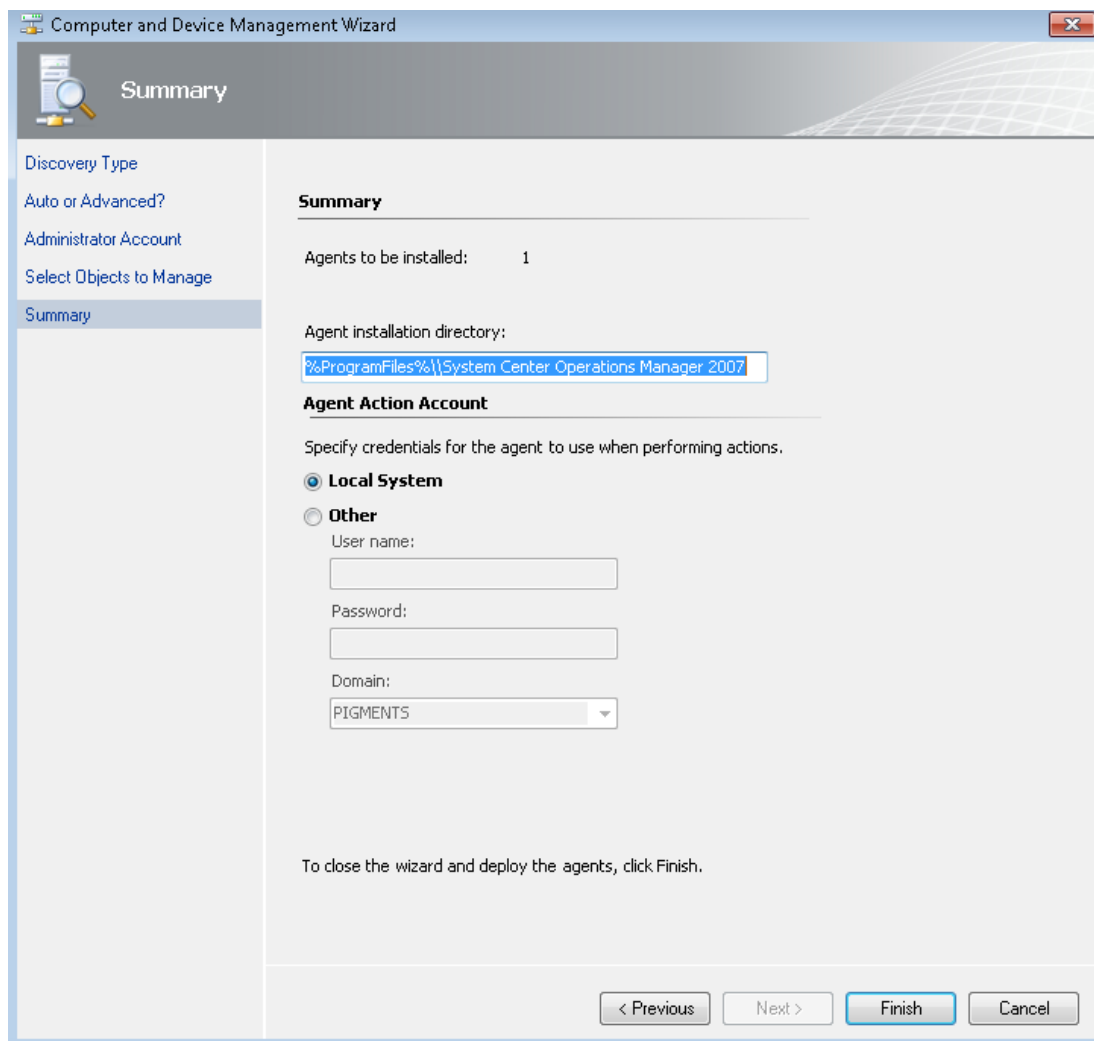 Computer and Device Management Wizard
Summary
Discovery Type
Auto or Advanced?
Administrator Account
Select Objects to Manage
Summary
Summary
Agents to be installed: 1
Agent installation directory:
%ProgramFiles%\\System Center Operations Manager 2007
Agent Action Account
Specify credentials for the agent to use when performing actions.
Local System
Other
User name:
Password:
Domain:
PIGMENTS
To close the wizard and deploy the agents, click Finish.
< Previous Next > Finish Cancel